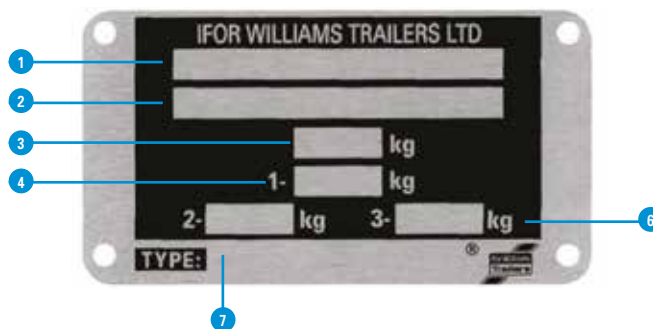 IFOR WILLIAMS TRAILERS LTD
1
2
3 kg
4 1- kg
2- kg 3- kg 6
TYPE: ®
7